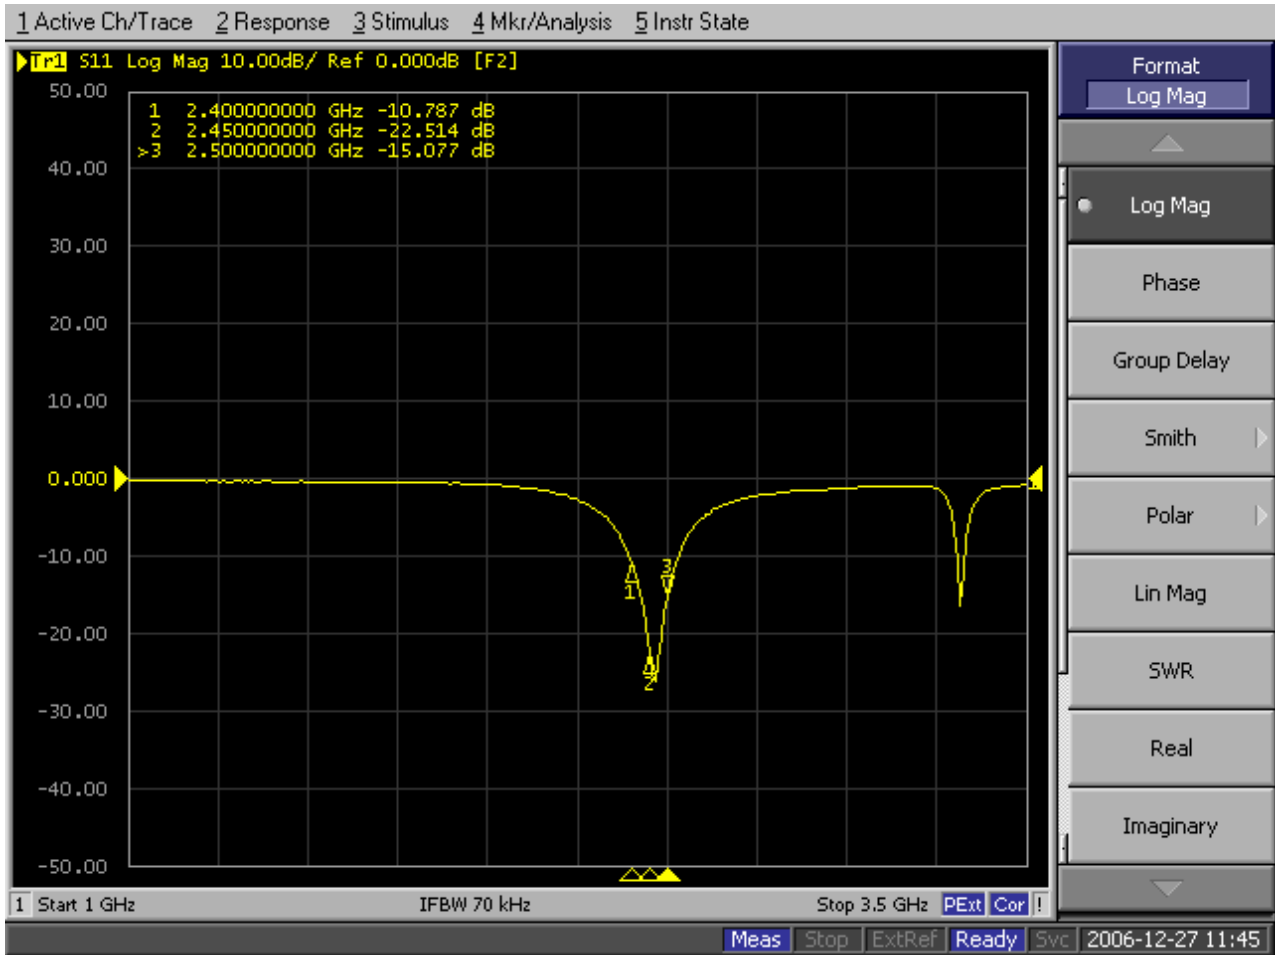 1 Active Ch/Trace 2 Response 3 Stimulus 4 Mkr/Analysis 5 Instr State
Tr1 S11 Log Mag 10.00dB/ Ref 0.000dB [F2]
50.00
1 2.400000000 GHz -10.787 dB
2 2.450000000 GHz -22.514 dB
>3 2.500000000 GHz -15.077 dB
40.00
30.00
20.00
10.00
0.000
-10.00
-20.00
-30.00
-40.00
-50.00
1
2
3
1
1 Start 1 GHz IFBW 70 kHz Stop 3.5 GHz PExt Cor !
Meas Stop ExtRef Ready Svc 2006-12-27 11:45
Format
Log Mag
Log Mag
Phase
Group Delay
Smith
Polar
Lin Mag
SWR
Real
Imaginary